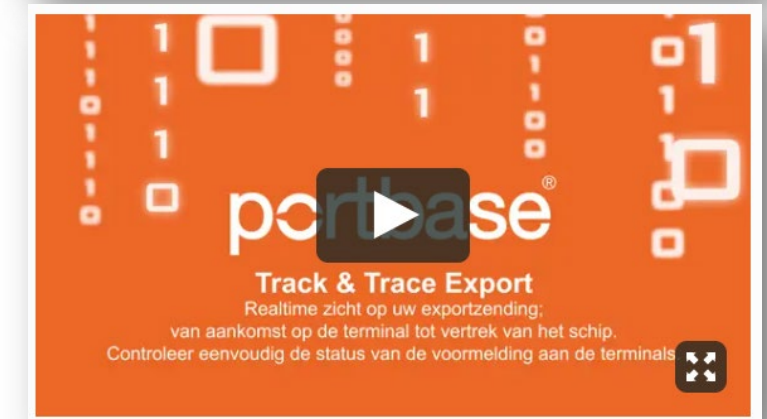 portbase®
Track & Trace Export
Realtime zicht op uw exportzending;
van aankomst op de terminal tot vertrek van het schip.
Controleer eenvoudig de status van de voormelding aan de terminals.